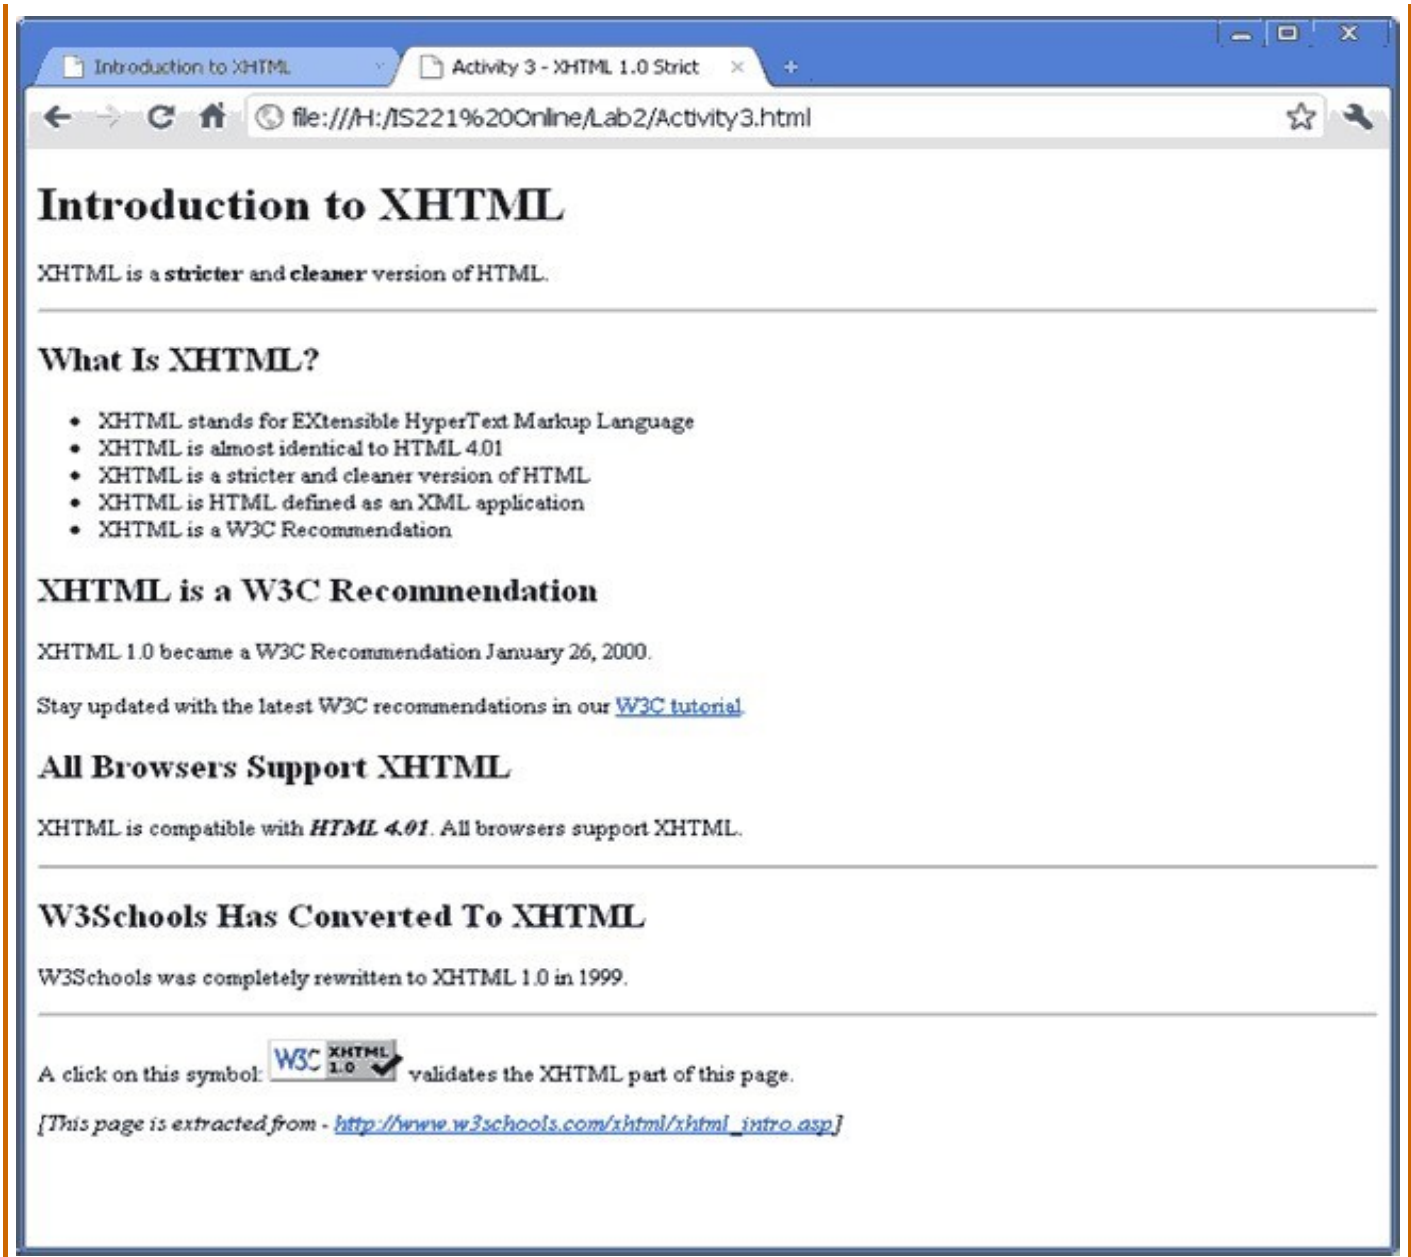 Introduction to XHTML
Activity 3 - XHTML 1.0 Strict
file:///H:/IS221%20Online/Lab2/Activity3.html
Introduction to XHTML
XHTML is a stricter and cleaner version of HTML.
What Is XHTML?
• XHTML stands for EXtensible HyperText Markup Language
• XHTML is almost identical to HTML 4.01
• XHTML is a stricter and cleaner version of HTML
• XHTML is HTML defined as an XML application
• XHTML is a W3C Recommendation
XHTML is a W3C Recommendation
XHTML 1.0 became a W3C Recommendation January 26, 2000.
Stay updated with the latest W3C recommendations in our W3C tutorial.
All Browsers Support XHTML
XHTML is compatible with HTML 4.01. All browsers support XHTML.
W3Schools Has Converted To XHTML
W3Schools was completely rewritten to XHTML 1.0 in 1999.
A click on this symbol: W3C XHTML 1.0 validates the XHTML part of this page.
[This page is extracted from - http://www.w3schools.com/xhtml/xhtml_intro.asp]